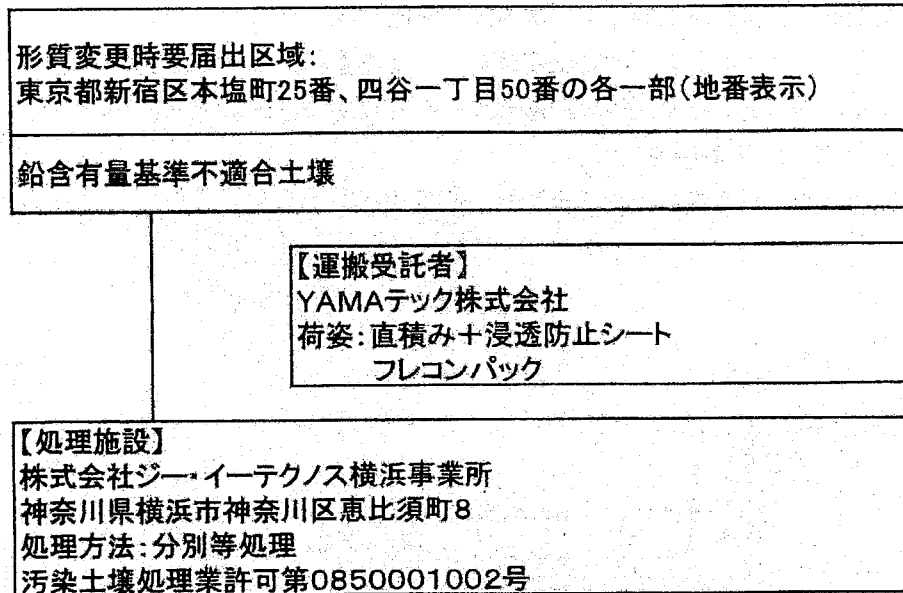 形質変更時要届出区域：
東京都新宿区本塩町25番、四谷一丁目50番の各一部（地番表示）
鉛含有量基準不適合土壌
【運搬受託者】
YAMAテック株式会社
荷姿：直積み＋浸透防止シート
フレコンパック
【処理施設】
株式会社ジー・イーテクノス横浜事業所
神奈川県横浜市神奈川区恵比須町8
処理方法：分別等処理
汚染土壌処理業許可第0850001002号